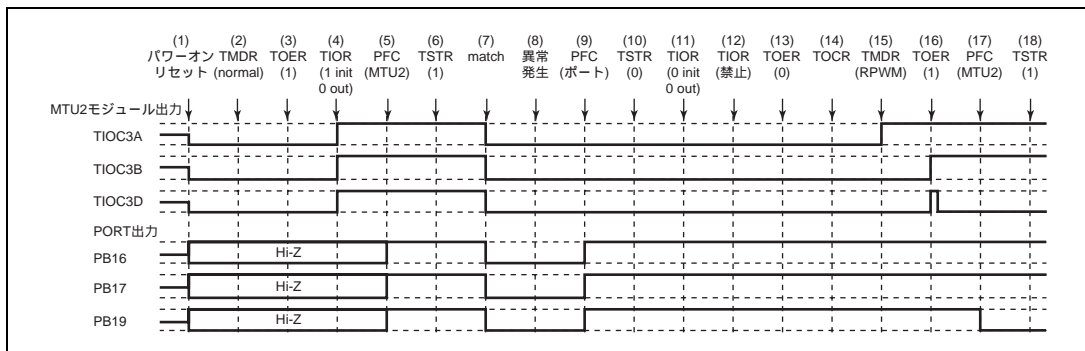 (1) (2) (3) (4) (5) (6) (7) (8) (9) (10) (11) (12) (13) (14) (15) (16) (17) (18)
パワーオン TMDR TOER TIOR PFC TSTR match 異常 PFC TSTR TIOR TIOR TOER TOCR TMDR TOER PFC TSTR
リセット (normal) (1) (1 init (MTU2) (1) 発生 (ポート) (0) (0 init (禁止) (0) (RPWM) (1) (MTU2) (1)
0 out) 0 out)
MTU2モジュール出力
TIOC3A
TIOC3B
TIOC3D
PORT出力
PB16 Hi-Z
PB17 Hi-Z
PB19 Hi-Z